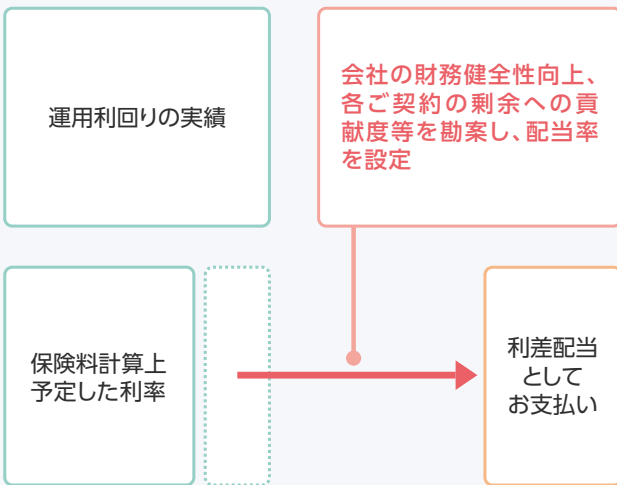 運用利回りの実績
会社の財務健全性向上、
各ご契約の剰余への貢
献度等を勘案し、配当率
を設定
保険料計算上
予定した利率
利差配当
として
お支払い